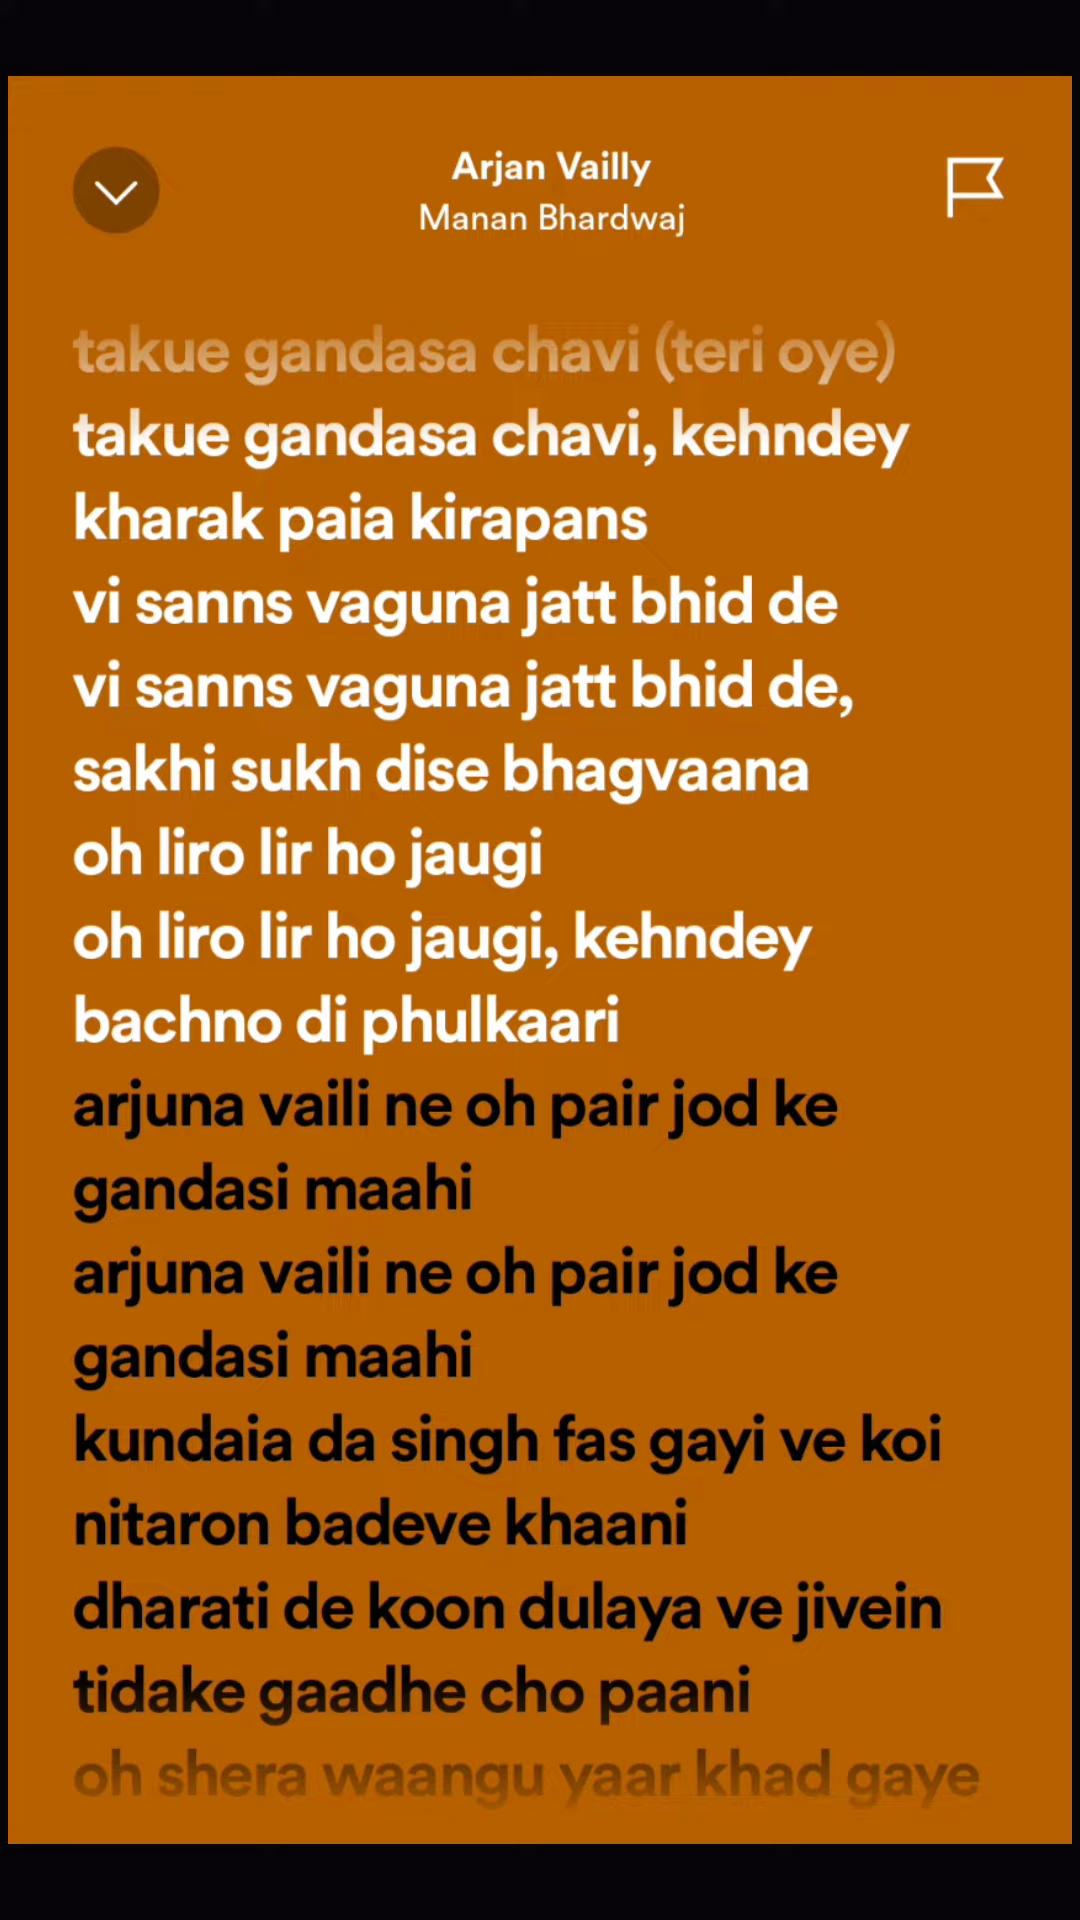 Arjan Vailly
Manan Bhardwaj
takue gandasa chavi (teri oye)
takue gandasa chavi, kehndey
kharak paia kirapans
vi sanns vaguna jatt bhid de
vi sanns vaguna jatt bhid de,
sakhi sukh dise bhagvaana
oh liro lir ho jaugi
oh liro lir ho jaugi, kehndey
bachno di phulkaari
arjuna vaili ne oh pair jod ke
gandasi maahi
arjuna vaili ne oh pair jod ke
gandasi maahi
kundaia da singh fas gayi ve koi
nitaron badeve khaani
dharati de koon dulaya ve jivein
tidake gaadhe cho paani
oh shera waangu yaar khad gaye